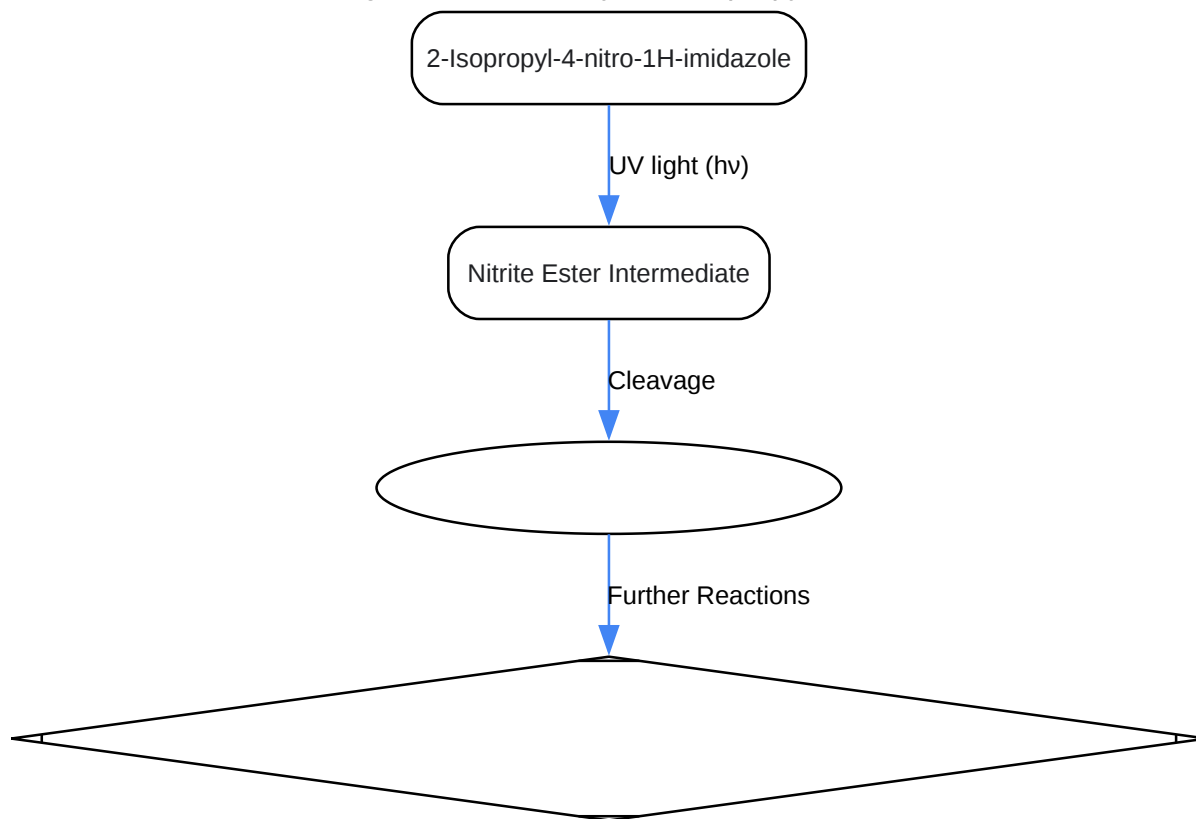 2-Isopropyl-4-nitro-1H-imidazole
UV light (hν)
Nitrite Ester Intermediate
Cleavage
Further Reactions